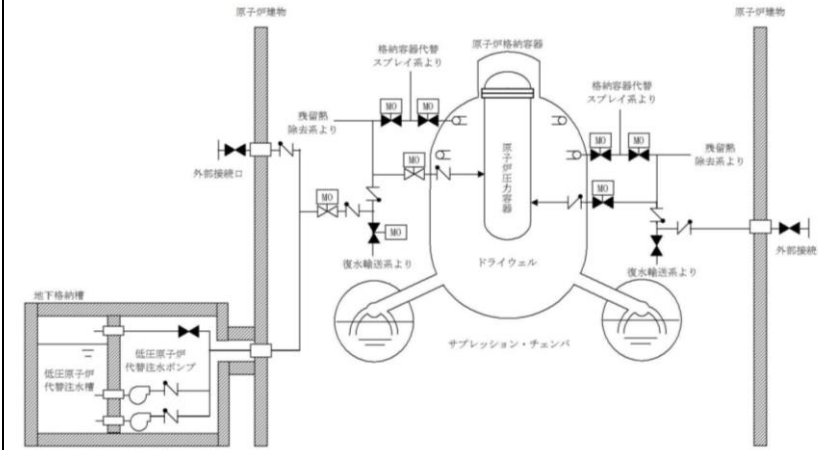 原子炉建物
原子炉建物
原子炉格納容器
格納容器代替
スプレイ系より
格納容器代替
スプレイ系より
MO
MO
残留熱
除去系より
MO
MO
残留熱
除去系より
MO
外部接続口
原子炉圧力容器
MO
MO
MO
復水輸送系より
ドライウェル
復水輸送系より
外部接続
地下格納槽
サプレッション・チェンバ
低圧原子炉
代替注水ポンプ
低圧原子炉
代替注水槽